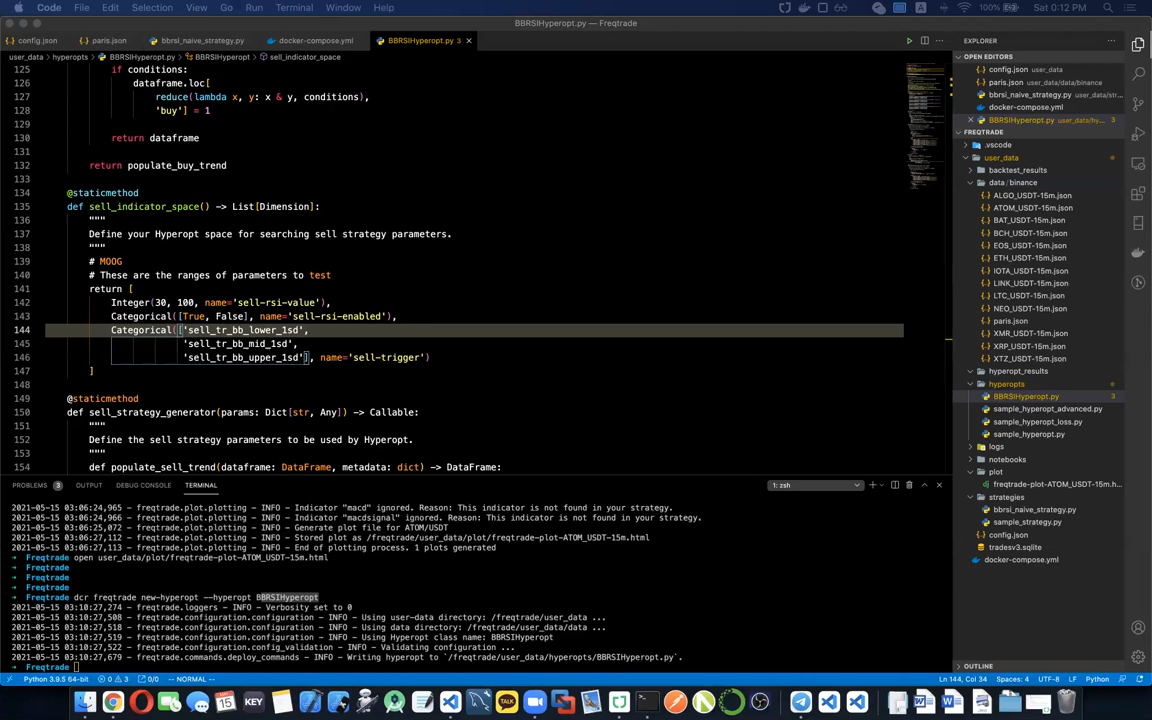 Code File Edit Selection View Go Run Terminal Window Help 100% Sat 0:12 PM
BBRSIHyperopt.py — Freqtrade
config.json paris.json bbrsi_naive_strategy.py docker-compose.yml BBRSIHyperopt.py 3
user_data > hyperopts > BBRSIHyperopt.py > BBRSIHyperopt > sell_indicator_space
125 if conditions:
126 dataframe.loc[
127 reduce(lambda x, y: x & y, conditions),
128 'buy'] = 1
129
130 return dataframe
131
132 return populate_buy_trend
133
134 @staticmethod
135 def sell_indicator_space() -> List[Dimension]:
136 """
137 Define your Hyperopt space for searching sell strategy parameters.
138 """
139 # MOOG
140 # These are the ranges of parameters to test
141 return [
142 Integer(30, 100, name='sell-rsi-value'),
143 Categorical([True, False], name='sell-rsi-enabled'),
144 Categorical(['sell_tr_bb_lower_1sd',
145 'sell_tr_bb_mid_1sd',
146 'sell_tr_bb_upper_1sd'], name='sell-trigger')
147 ]
148
149 @staticmethod
150 def sell_strategy_generator(params: Dict[str, Any]) -> Callable:
151 """
152 Define the sell strategy parameters to be used by Hyperopt.
153 """
154 def populate_sell_trend(dataframe: DataFrame, metadata: dict) -> DataFrame:
PROBLEMS 3 OUTPUT DEBUG CONSOLE TERMINAL 1: zsh
2021-05-15 03:06:24,965 - freqtrade.plot.plotting - INFO - Indicator "macd" ignored. Reason: This indicator is not found in your strategy.
2021-05-15 03:06:24,966 - freqtrade.plot.plotting - INFO - Indicator "macdsignal" ignored. Reason: This indicator is not found in your strategy.
2021-05-15 03:06:25,072 - freqtrade.plot.plotting - INFO - Generate plot file for ATOM/USDT
2021-05-15 03:06:27,112 - freqtrade.plot.plotting - INFO - Stored plot as /freqtrade/user_data/plot/freqtrade-plot-ATOM_USDT-15m.html
2021-05-15 03:06:27,113 - freqtrade.plot.plotting - INFO - End of plotting process. 1 plots generated
➜ Freqtrade open user_data/plot/freqtrade-plot-ATOM_USDT-15m.html
➜ Freqtrade
➜ Freqtrade
➜ Freqtrade
➜ Freqtrade dcr freqtrade new-hyperopt --hyperopt BBRSIHyperopt
2021-05-15 03:10:27,274 - freqtrade.loggers - INFO - Verbosity set to 0
2021-05-15 03:10:27,508 - freqtrade.configuration.configuration - INFO - Using user-data directory: /freqtrade/user_data ...
2021-05-15 03:10:27,518 - freqtrade.configuration.configuration - INFO - Using data directory: /freqtrade/user_data/data ...
2021-05-15 03:10:27,519 - freqtrade.configuration.configuration - INFO - Using Hyperopt class name: BBRSIHyperopt
2021-05-15 03:10:27,522 - freqtrade.configuration.config_validation - INFO - Validating configuration ...
2021-05-15 03:10:27,679 - freqtrade.commands.deploy_commands - INFO - Writing hyperopt to `/freqtrade/user_data/hyperopts/BBRSIHyperopt.py`.
➜ Freqtrade
EXPLORER
OPEN EDITORS
config.json user_data
paris.json user_data/data/binance
bbrsi_naive_strategy.py user_data/str...
docker-compose.yml
BBRSIHyperopt.py user_data/hy... 3
FREQTRADE
.vscode
user_data
backtest_results
data/binance
ALGO_USDT-15m.json
ATOM_USDT-15m.json
BAT_USDT-15m.json
BCH_USDT-15m.json
EOS_USDT-15m.json
ETH_USDT-15m.json
IOTA_USDT-15m.json
LINK_USDT-15m.json
LTC_USDT-15m.json
NEO_USDT-15m.json
paris.json
XMR_USDT-15m.json
XRP_USDT-15m.json
XTZ_USDT-15m.json
hyperopt_results
hyperopts
BBRSIHyperopt.py 3
sample_hyperopt_advanced.py
sample_hyperopt_loss.py
sample_hyperopt.py
logs
notebooks
plot
freqtrade-plot-ATOM_USDT-15m.h...
strategies
bbrsi_naive_strategy.py
sample_strategy.py
config.json
tradesv3.sqlite
docker-compose.yml
OUTLINE
Python 3.9.5 64-bit 0 3 0/0 -- NORMAL -- Ln 144, Col 34 Spaces: 4 UTF-8 LF Python
15 KEY TALK